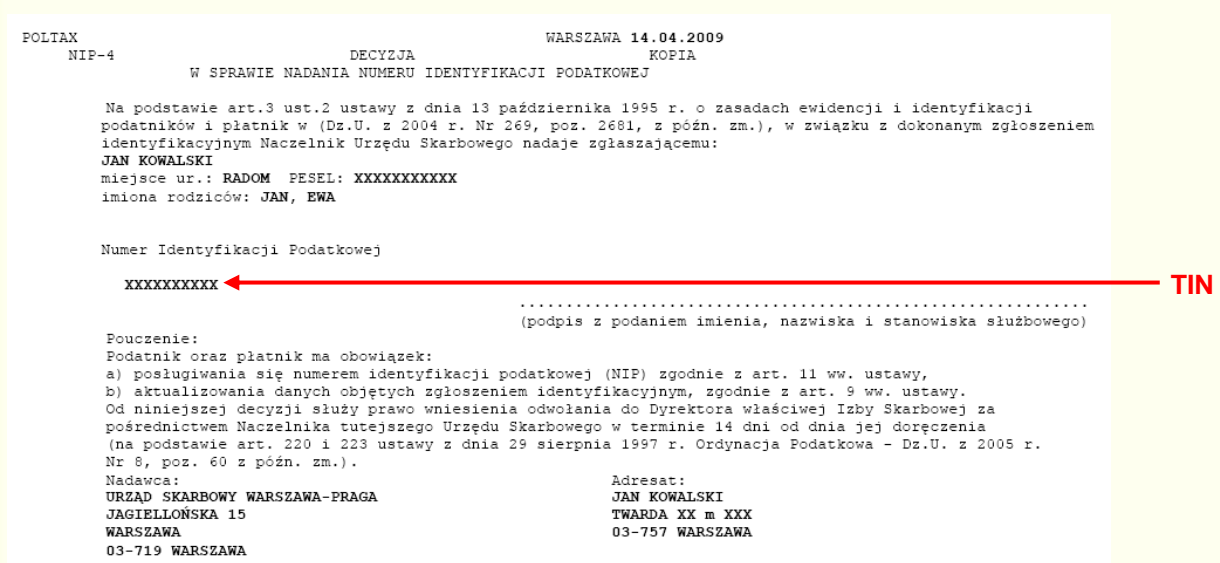 POLTAX WARSZAWA 14.04.2009
NIP-4 DECYZJA KOPIA
W SPRAWIE NADANIA NUMERU IDENTYFIKACJI PODATKOWEJ
Na podstawie art.3 ust.2 ustawy z dnia 13 października 1995 r. o zasadach ewidencji i identyfikacji
podatników i płatnik w (Dz.U. z 2004 r. Nr 269, poz. 2681, z późn. zm.), w związku z dokonanym zgłoszeniem
identyfikacyjnym Naczelnik Urzędu Skarbowego nadaje zgłaszającemu:
JAN KOWALSKI
miejsce ur.: RADOM PESEL: XXXXXXXXXXX
imiona rodziców: JAN, EWA
Numer Identyfikacji Podatkowej
XXXXXXXXXX
TIN
.............................................................
(podpis z podaniem imienia, nazwiska i stanowiska służbowego)
Pouczenie:
Podatnik oraz płatnik ma obowiązek:
a) posługiwania się numerem identyfikacji podatkowej (NIP) zgodnie z art. 11 ww. ustawy,
b) aktualizowania danych objętych zgłoszeniem identyfikacyjnym, zgodnie z art. 9 ww. ustawy.
Od niniejszej decyzji służy prawo wniesienia odwołania do Dyrektora właściwej Izby Skarbowej za
pośrednictwem Naczelnika tutejszego Urzędu Skarbowego w terminie 14 dni od dnia jej doręczenia
(na podstawie art. 220 i 223 ustawy z dnia 29 sierpnia 1997 r. Ordynacja Podatkowa - Dz.U. z 2005 r.
Nr 8, poz. 60 z późn. zm.).
Nadawca: Adresat:
URZĄD SKARBOWY WARSZAWA-PRAGA JAN KOWALSKI
JAGIELLOŃSKA 15 TWARDA XX m XXX
WARSZAWA 03-757 WARSZAWA
03-719 WARSZAWA